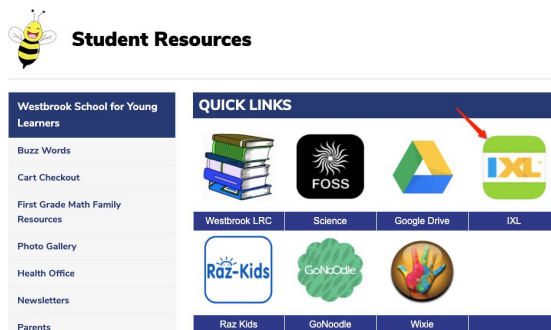 Student Resources
Westbrook School for Young
Learners
Buzz Words
Cart Checkout
First Grade Math Family
Resources
Photo Gallery
Health Office
Newsletters
Parents
QUICK LINKS
FOSS
IXL
Westbrook LRC
Science
Google Drive
IXL
Raz-Kids
GoNoodle
Raz Kids
GoNoodle
Wixie